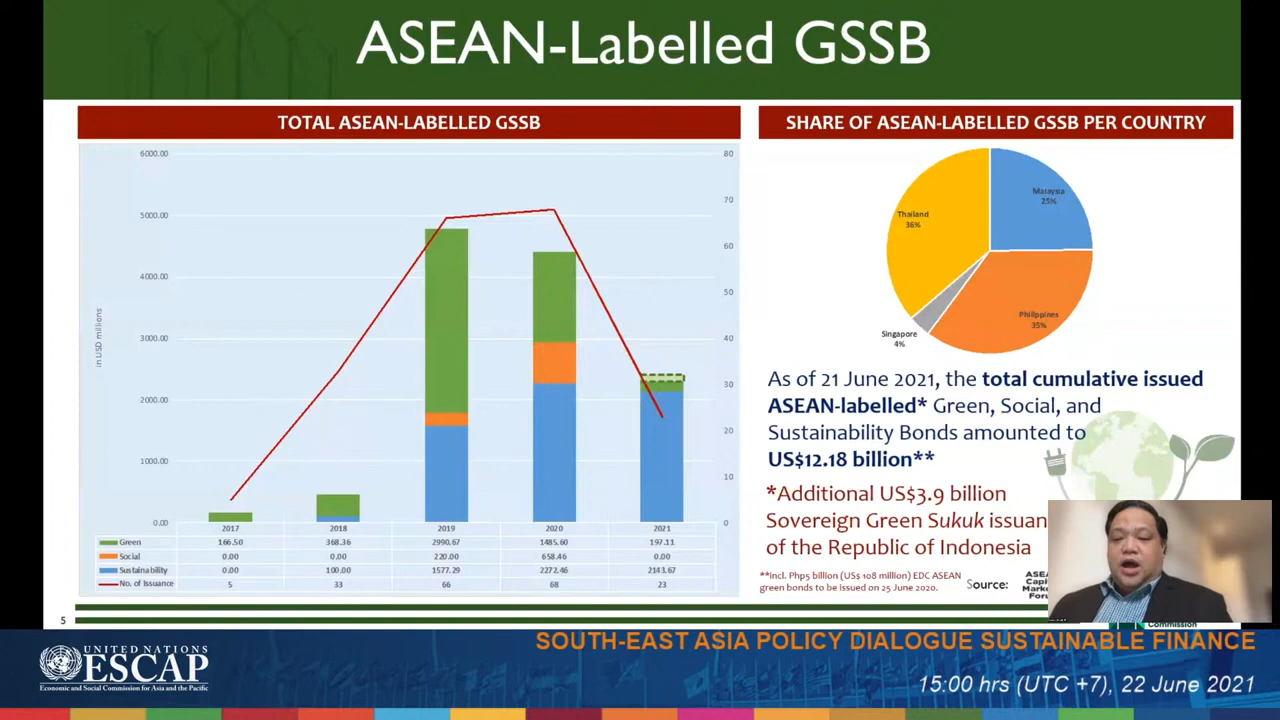 ASEAN-Labelled GSSB
TOTAL ASEAN-LABELLED GSSB
6000.00
5000.00
4000.00
3000.00
2000.00
1000.00
0.00
in USD millions
80
70
60
50
40
30
20
10
0
2017 2018 2019 2020 2021
Green 166.50 368.36 2990.67 1485.60 197.11
Social 0.00 0.00 220.00 658.46 0.00
Sustainability 0.00 100.00 1577.29 2272.46 2143.67
No. of Issuance 5 33 66 68 23
SHARE OF ASEAN-LABELLED GSSB PER COUNTRY
Malaysia
25%
Thailand
36%
Philippines
35%
Singapore
4%
As of 21 June 2021, the total cumulative issued
ASEAN-labelled* Green, Social, and
Sustainability Bonds amounted to
US$12.18 billion**
*Additional US$3.9 billion
Sovereign Green Sukuk issuan
of the Republic of Indonesia
**incl. Php5 billion (US$ 108 million) EDC ASEAN
green bonds to be issued on 25 June 2020.
Source:
ASEA
Capi
Marke
Foru
Commission
5
UNITED NATIONS
ESCAP
Economic and Social Commission for Asia and the Pacific
SOUTH-EAST ASIA POLICY DIALOGUE SUSTAINABLE FINANCE
15:00 hrs (UTC +7), 22 June 2021